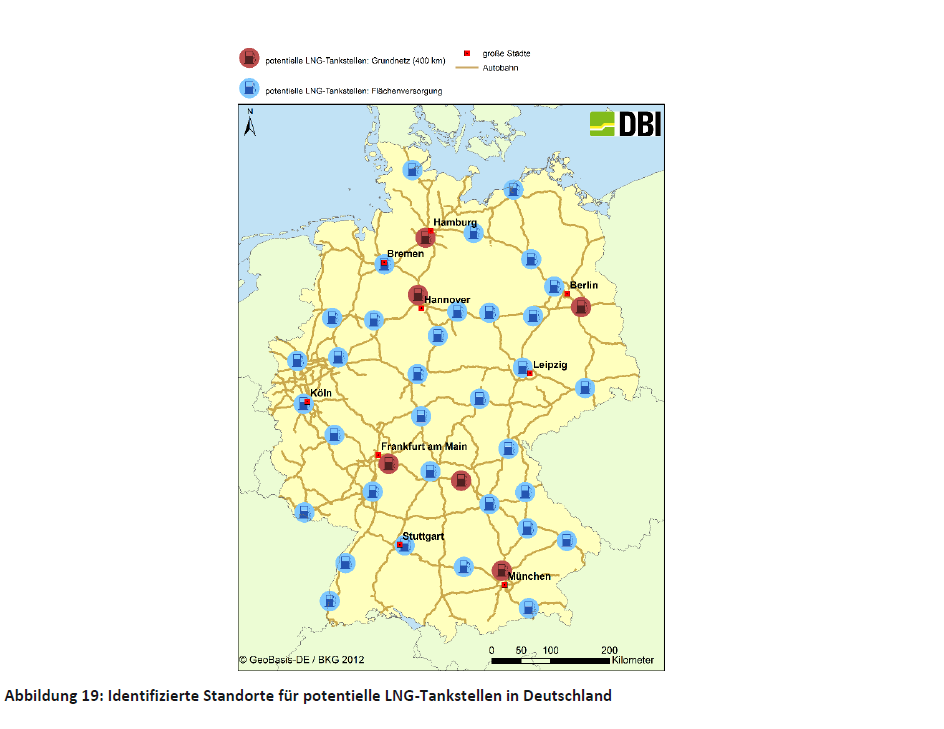 potentielle LNG-Tankstellen: Grundnetz (400 km)
große Städte
Autobahn
potentielle LNG-Tankstellen: Flächenversorgung
N
DBI
Hamburg
Bremen
Berlin
Hannover
Leipzig
Köln
Frankfurt am Main
Stuttgart
München
© GeoBasis-DE / BKG 2012
0 50 100 200
Kilometer
Abbildung 19: Identifizierte Standorte für potentielle LNG-Tankstellen in Deutschland